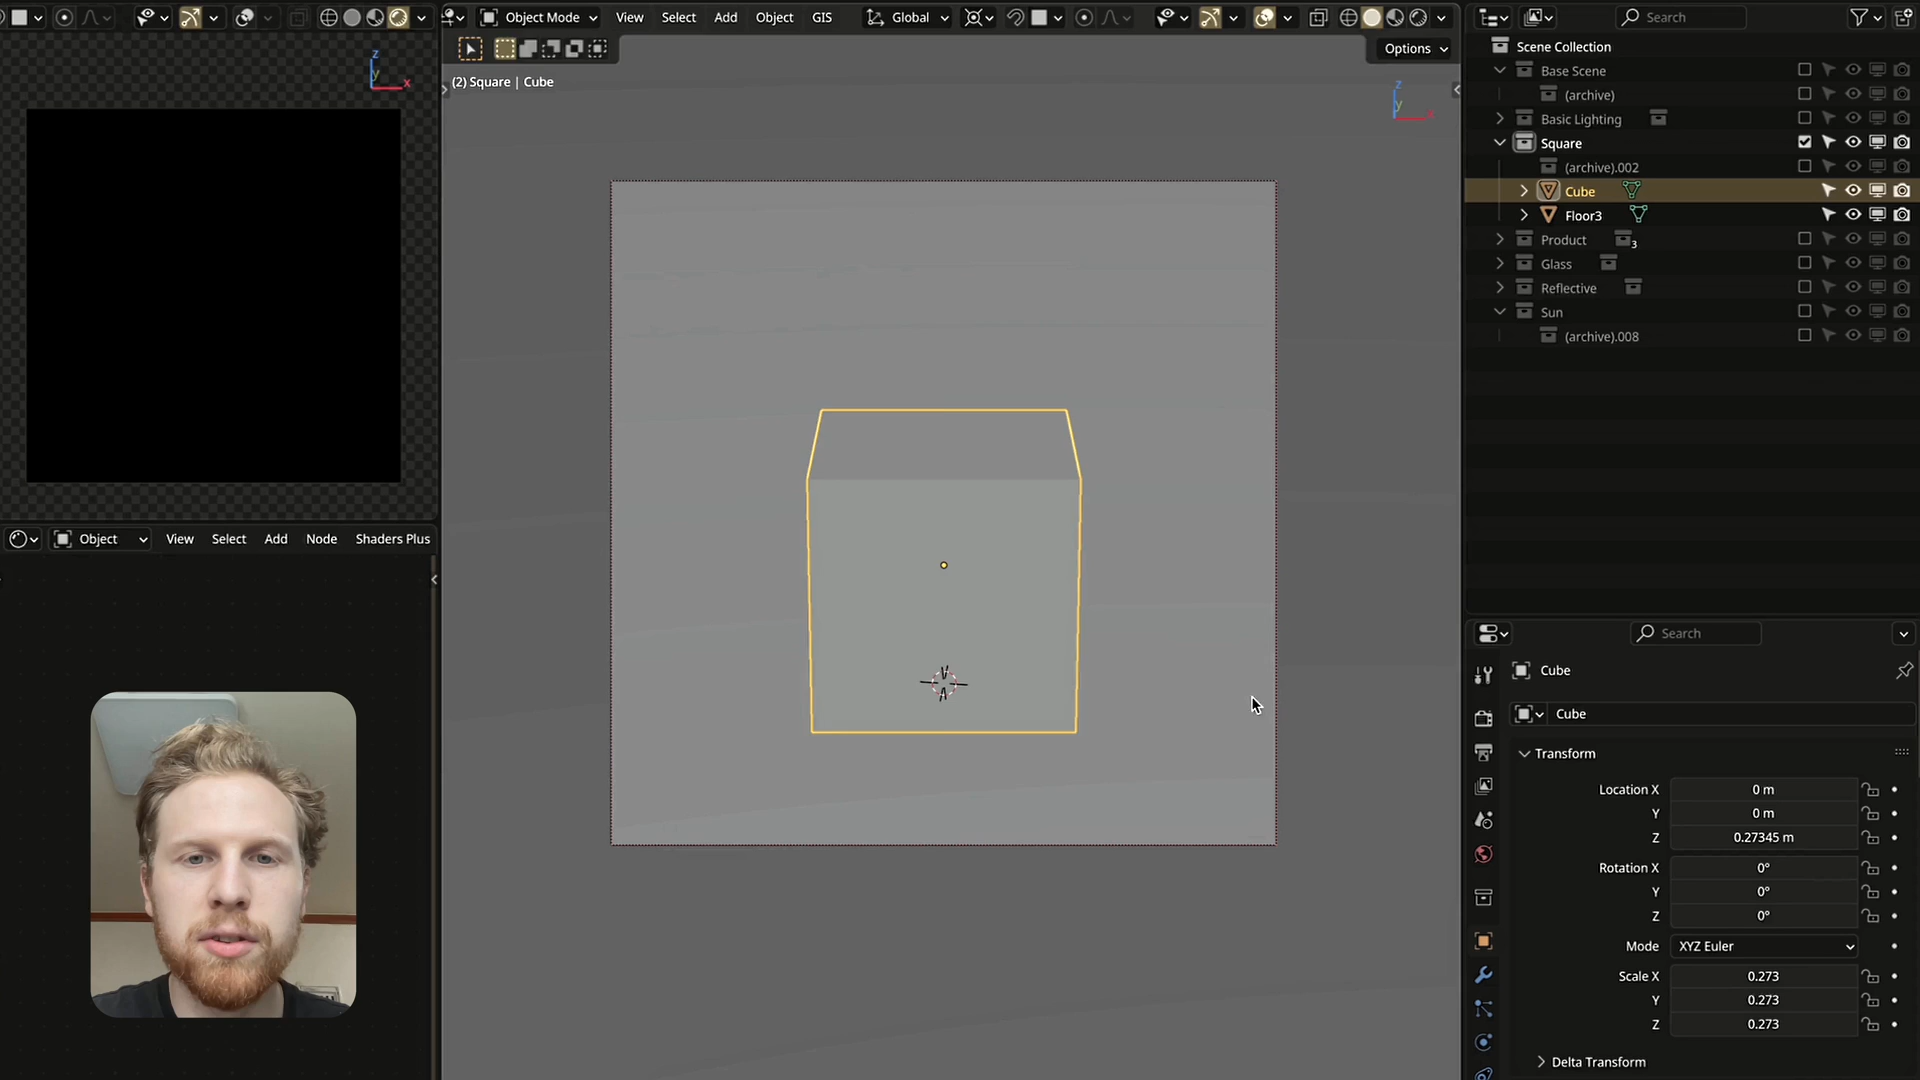 Object Mode View Select Add Object GIS Global
Options
(2) Square | Cube
z
y
x
z
y
x
Object View Select Add Node Shaders Plus
Search
Scene Collection
Base Scene
(archive)
Basic Lighting
Square
(archive).002
Cube
Floor3
Product 3
Glass
Reflective
Sun
(archive).008
Search
Cube
Cube
Transform
Location X 0 m
Y 0 m
Z 0.27345 m
Rotation X 0°
Y 0°
Z 0°
Mode XYZ Euler
Scale X 0.273
Y 0.273
Z 0.273
Delta Transform